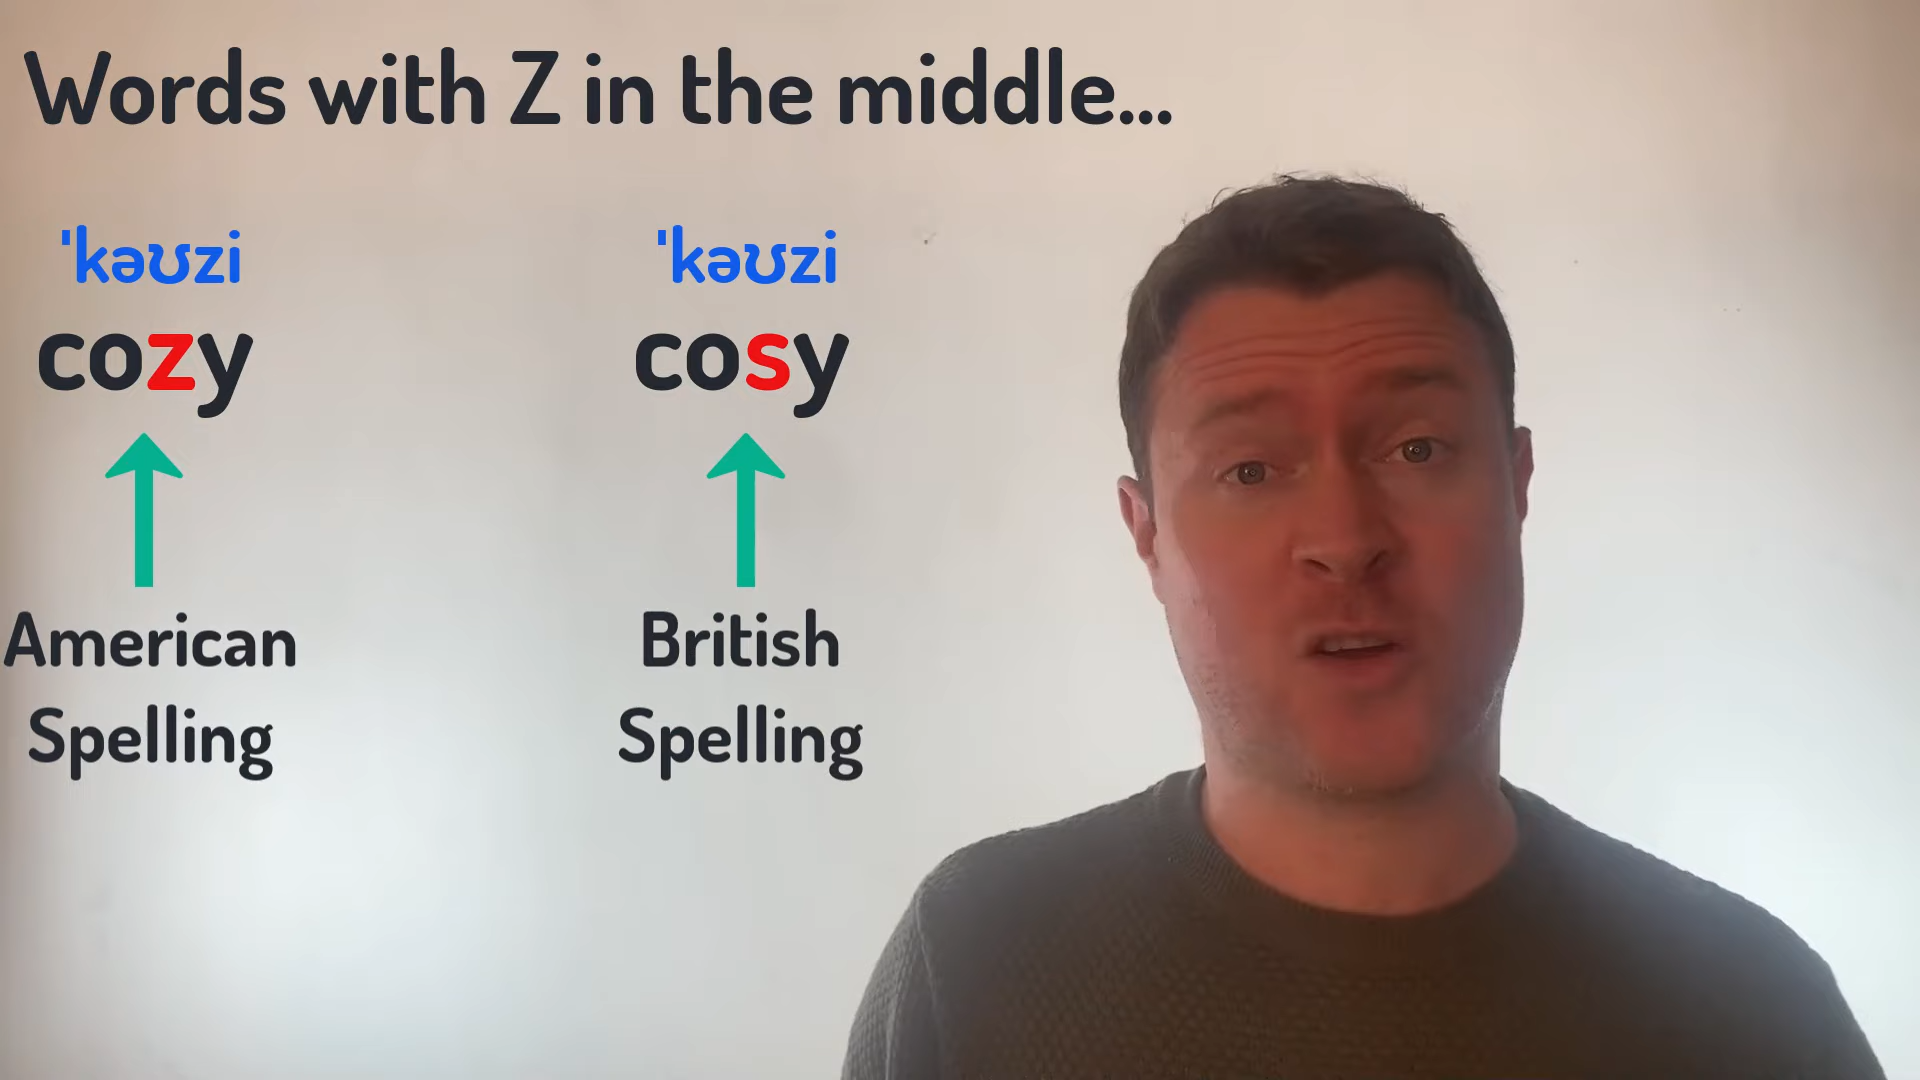 Words with Z in the middle...
ˈkəʊzi ˈkəʊzi
cozy cosy
American British
Spelling Spelling